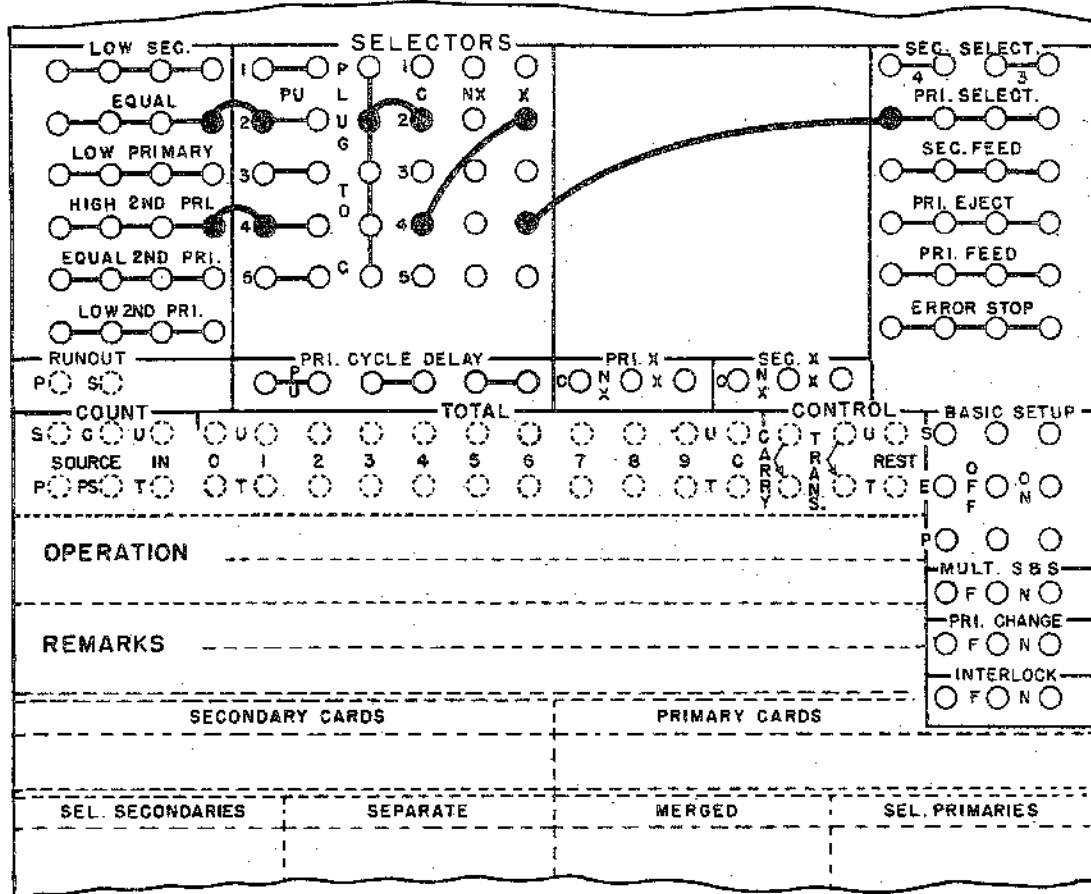 LOW SEC.
SELECTORS
SEC. SELECT.
1 P 1 C NX X 4 3
EQUAL PU L
PRI. SELECT.
2 U 2
G
LOW PRIMARY
SEC. FEED
3 3
HIGH 2ND PRI. T
PRI. EJECT
4 O 4
EQUAL 2ND PRI.
PRI. FEED
5 C 5
LOW 2ND PRI.
ERROR STOP
RUNOUT PRI. CYCLE DELAY PRI. X SEC. X
P S PU C NX X C NX X
COUNT TOTAL CONTROL BASIC SETUP
S C U U U CARRY TRANS. U S
SOURCE IN 0 1 2 3 4 5 6 7 8 9 C REST
P PS T T T T E OFF ON
OPERATION
P
MULT. S & S
F N
REMARKS
PRI. CHANGE
F N
INTERLOCK
F N
SECONDARY CARDS PRIMARY CARDS
SEL. SECONDARIES SEPARATE MERGED SEL. PRIMARIES